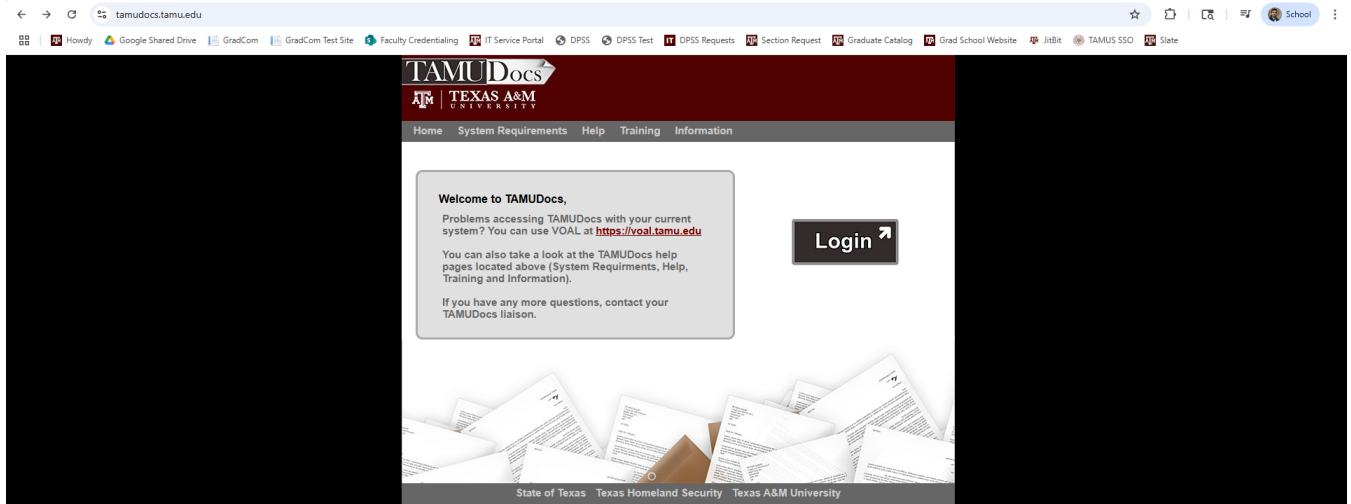 tamudocs.tamu.edu
School
Howdy Google Shared Drive GradCom GradCom Test Site Faculty Credentialing IT Service Portal DPSS DPSS Test IT DPSS Requests Section Request Graduate Catalog Grad School Website JitBit TAMUS SSO Slate
TAMUDocs
ATM TEXAS A&M
UNIVERSITY
Home System Requirements Help Training Information
Welcome to TAMUDocs,
Problems accessing TAMUDocs with your current
system? You can use VOAL at https://voal.tamu.edu
You can also take a look at the TAMUDocs help
pages located above (System Requirments, Help,
Training and Information).
If you have any more questions, contact your
TAMUDocs liaison.
Login
State of Texas Texas Homeland Security Texas A&M University